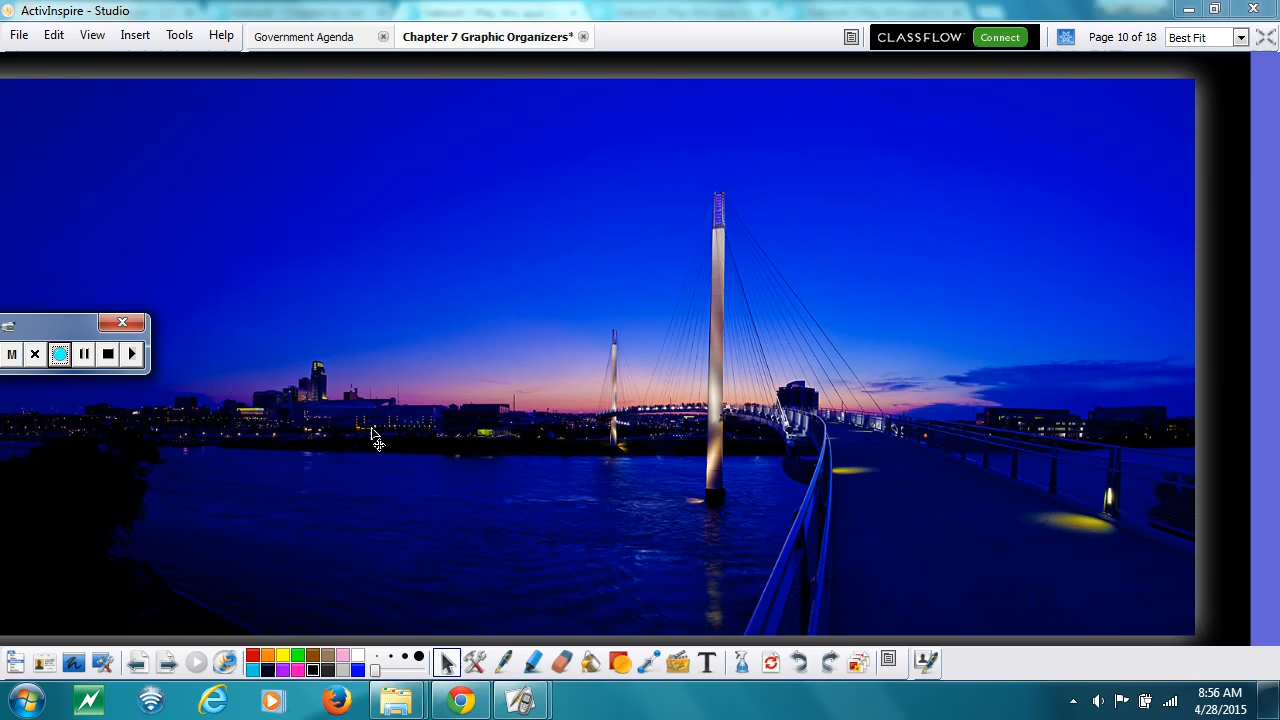 ActivInspire - Studio
File Edit View Insert Tools Help
Government Agenda
Chapter 7 Graphic Organizers*
CLASSFLOW
Connect
Page 10 of 18
Best Fit
M
T
8:56 AM
4/28/2015